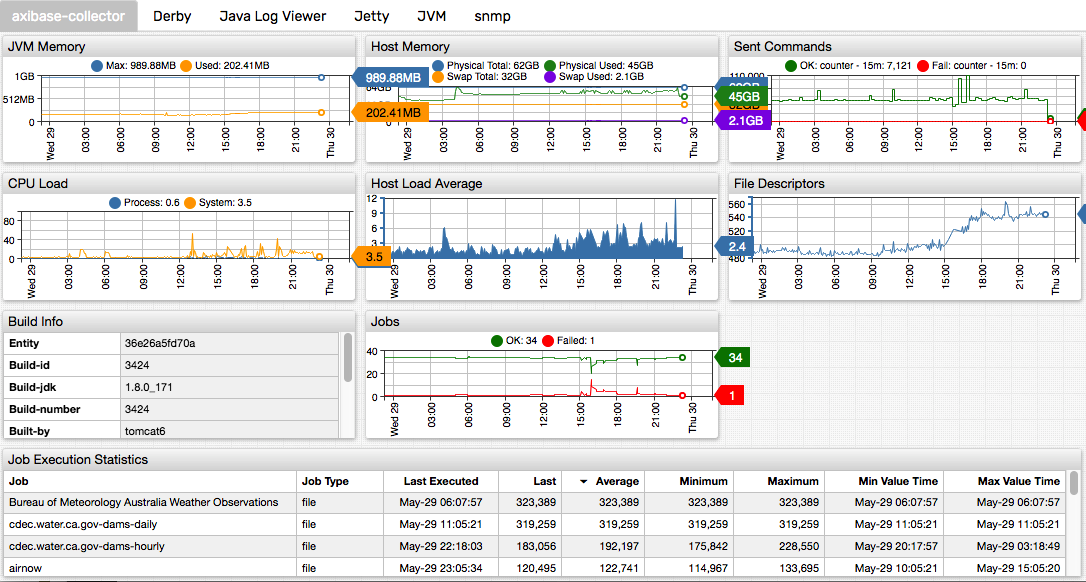 axibase-collector Derby Java Log Viewer Jetty JVM snmp
JVM Memory
Max: 989.88MB Used: 202.41MB
1GB
512MB
0
Wed 29 03:00 06:00 09:00 12:00 15:00 18:00 21:00 Thu 30
989.88MB
202.41MB
Host Memory
Physical Total: 62GB Physical Used: 45GB
Swap Total: 32GB Swap Used: 2.1GB
64GB
0
Wed 29 03:00 06:00 09:00 12:00 15:00 18:00 21:00 Thu 30
45GB
2.1GB
Sent Commands
OK: counter - 15m: 7,121 Fail: counter - 15m: 0
110,000
Wed 29 03:00 06:00 09:00 12:00 15:00 18:00 21:00 Thu 30
CPU Load
Process: 0.6 System: 3.5
80
40
0
Wed 29 03:00 06:00 09:00 12:00 15:00 18:00 21:00 Thu 30
3.5
Host Load Average
12
9
6
3
Wed 29 03:00 06:00 09:00 12:00 15:00 18:00 21:00 Thu 30
2.4
File Descriptors
560
540
520
480
Wed 29 03:00 06:00 09:00 12:00 15:00 18:00 21:00 Thu 30
Build Info
Entity 36e26a5fd70a
Build-id 3424
Build-jdk 1.8.0_171
Build-number 3424
Built-by tomcat6
Jobs
OK: 34 Failed: 1
40
20
0
Wed 29 03:00 06:00 09:00 12:00 15:00 18:00 21:00 Thu 30
34
1
Job Execution Statistics
Job Job Type Last Executed Last Average Minimum Maximum Min Value Time Max Value Time
Bureau of Meteorology Australia Weather Observations file May-29 06:07:57 323,389 323,389 323,389 323,389 May-29 06:07:57 May-29 06:07:57
cdec.water.ca.gov-dams-daily file May-29 11:05:21 319,259 319,259 319,259 319,259 May-29 11:05:21 May-29 11:05:21
cdec.water.ca.gov-dams-hourly file May-29 22:18:03 183,056 192,197 175,842 228,550 May-29 20:17:57 May-29 03:18:49
airnow file May-29 23:05:34 120,495 122,741 114,967 133,695 May-29 10:05:21 May-29 15:05:20